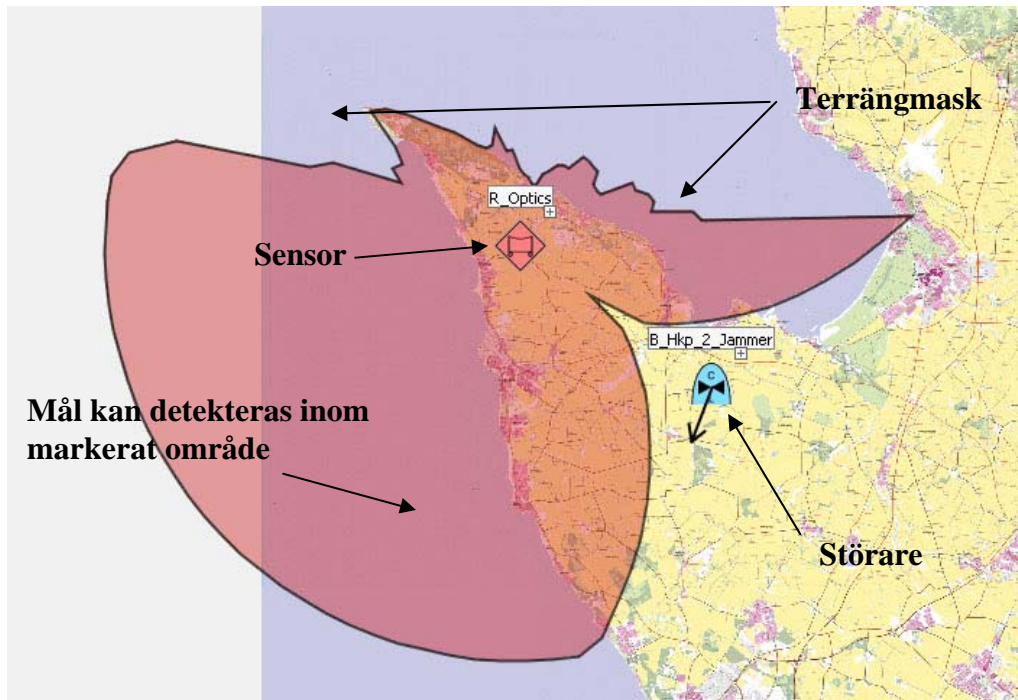 Terrängmask
R_Optics
Sensor
B_Hkp_2_Jammer
C
Mål kan detekteras inom
markerat område
Störare